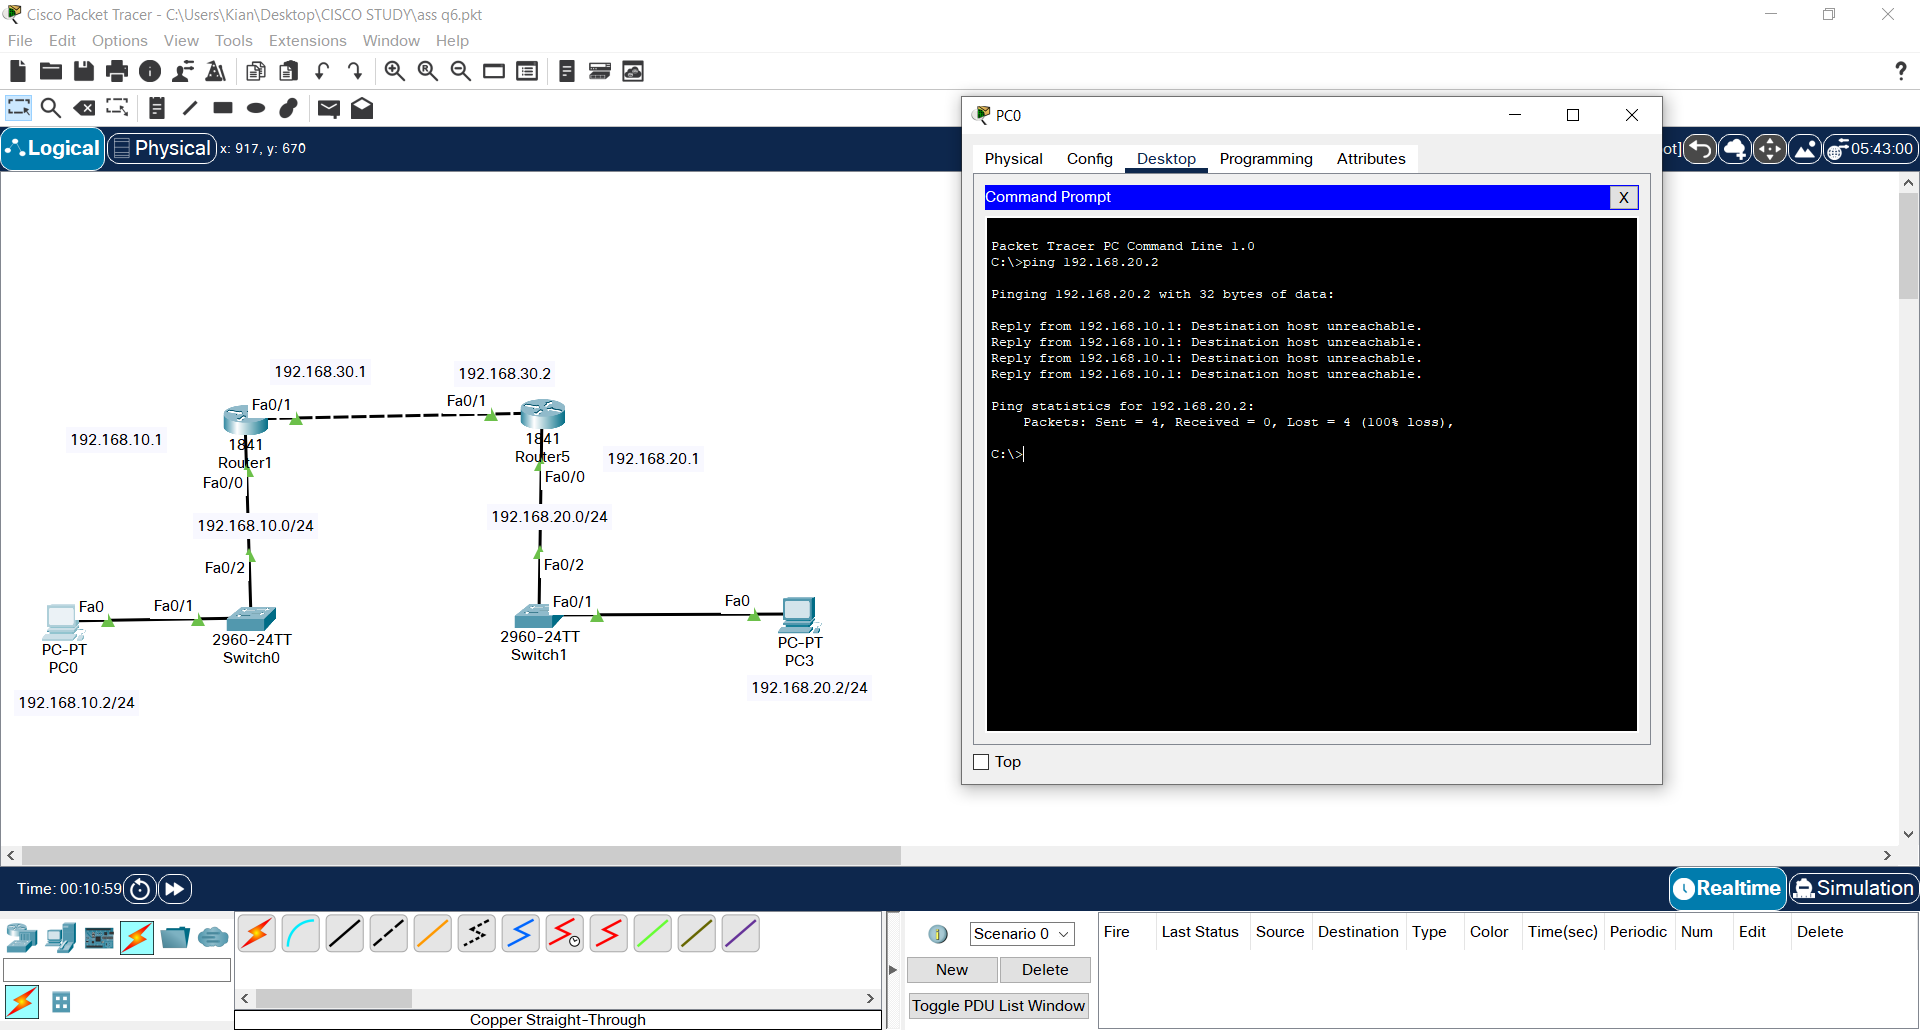 Cisco Packet Tracer - C:\Users\Kian\Desktop\CISCO STUDY\ass q6.pkt
File Edit Options View Tools Extensions Window Help
?
Logical Physical x: 917, y: 670
ot] 05:43:00
PC0
Physical Config Desktop Programming Attributes
Command Prompt X
Packet Tracer PC Command Line 1.0
C:\>ping 192.168.20.2
Pinging 192.168.20.2 with 32 bytes of data:
Reply from 192.168.10.1: Destination host unreachable.
Reply from 192.168.10.1: Destination host unreachable.
Reply from 192.168.10.1: Destination host unreachable.
Reply from 192.168.10.1: Destination host unreachable.
Ping statistics for 192.168.20.2:
Packets: Sent = 4, Received = 0, Lost = 4 (100% loss),
C:\>
Top
192.168.30.1
192.168.30.2
Fa0/1
Fa0/1
192.168.10.1
1841
Router1
Fa0/0
1841
Router5
192.168.20.1
Fa0/0
192.168.10.0/24
192.168.20.0/24
Fa0/2
Fa0/2
Fa0
Fa0/1
2960-24TT
Switch0
PC-PT
PC0
192.168.10.2/24
Fa0/1
Fa0
2960-24TT
Switch1
PC-PT
PC3
192.168.20.2/24
Time: 00:10:59
Realtime Simulation
Copper Straight-Through
Scenario 0
New Delete
Toggle PDU List Window
Fire Last Status Source Destination Type Color Time(sec) Periodic Num Edit Delete